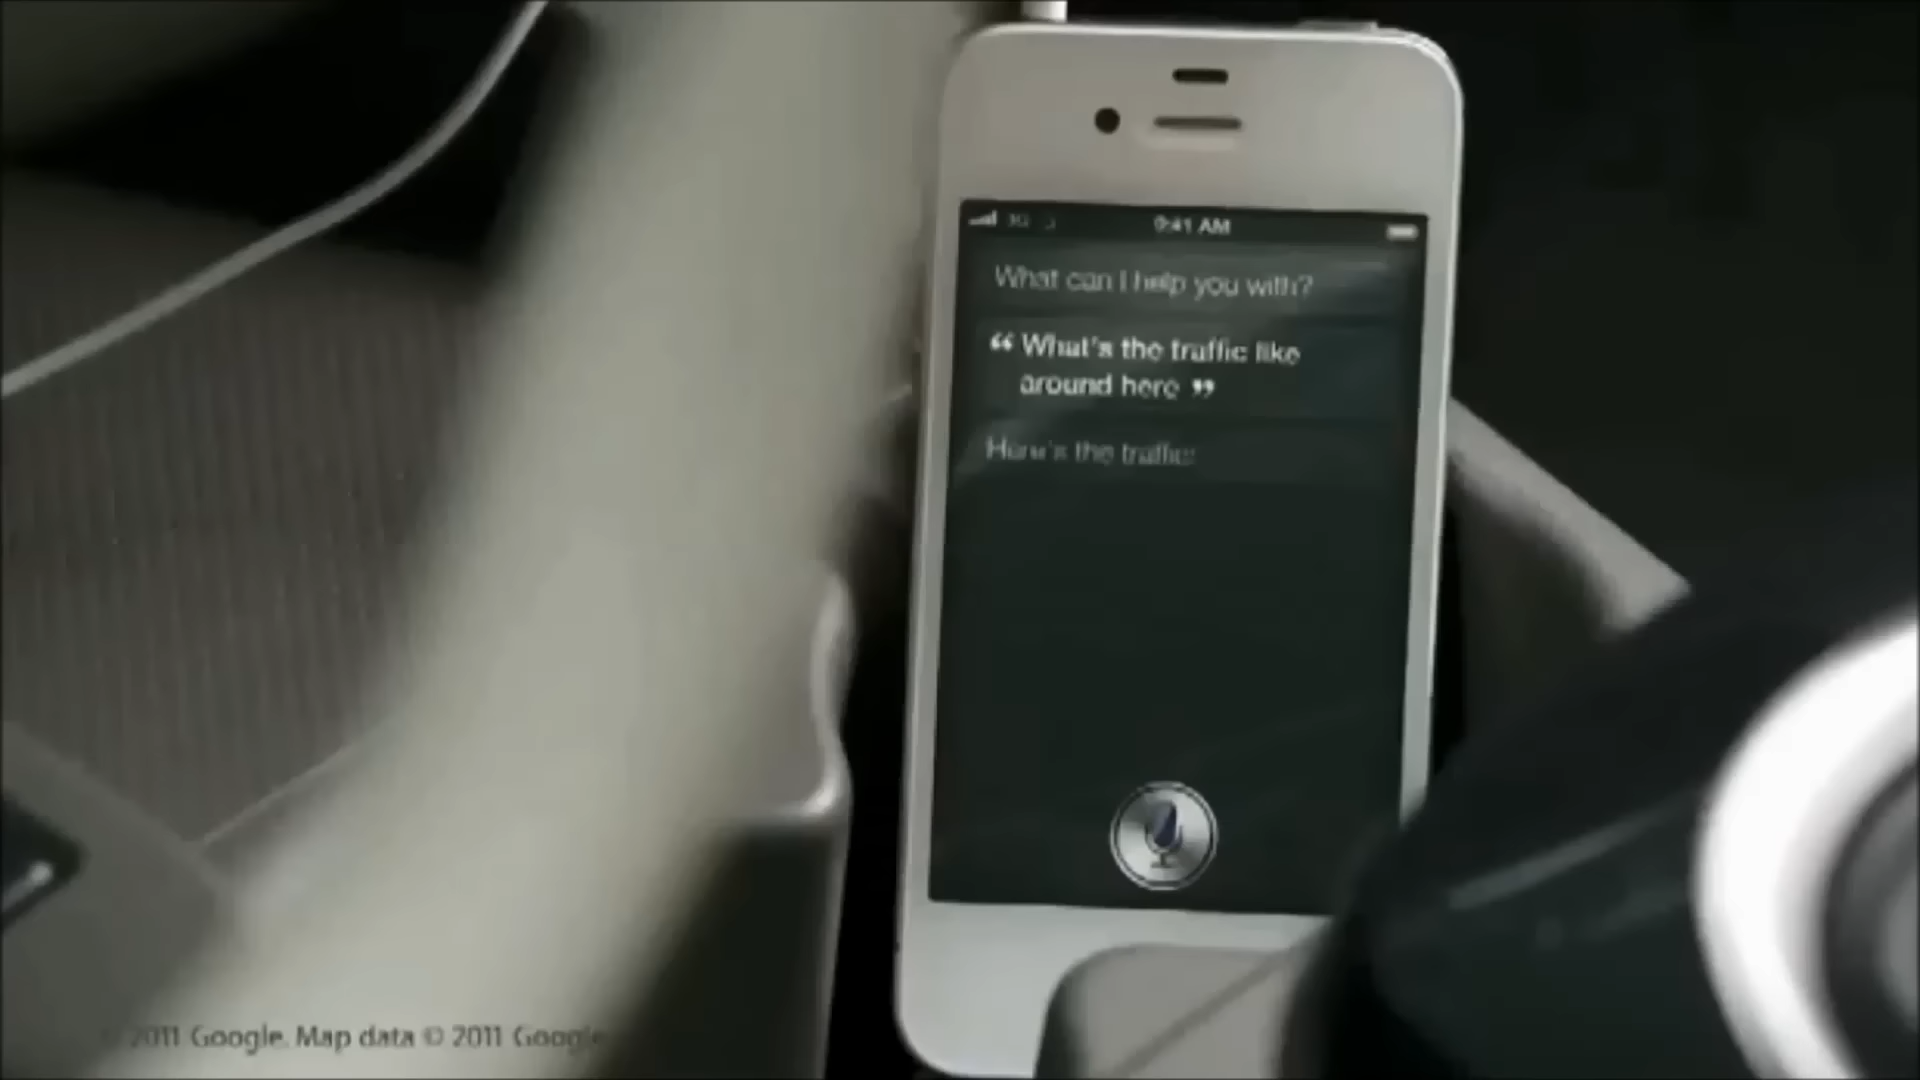 3G
9:41 AM
What can I help you with?
“ What's the traffic like
around here ”
Here's the traffic:
2011 Google. Map data © 2011 Google